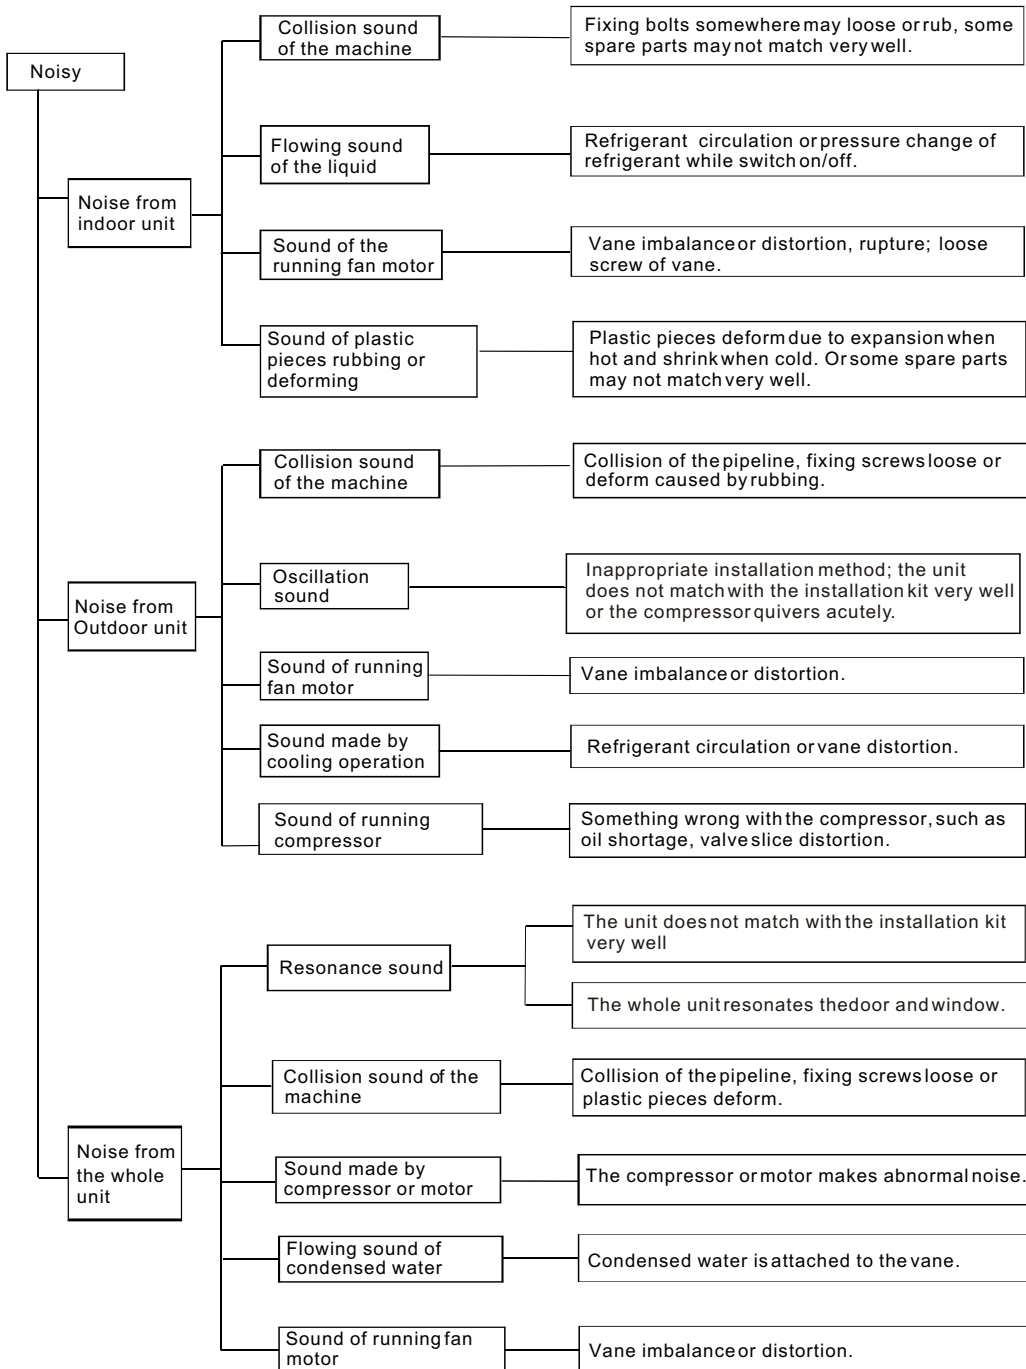 Noisy
Noise from
indoor unit
Collision sound
of the machine
Fixing bolts somewhere may loose or rub, some
spare parts may not match very well.
Flowing sound
of the liquid
Refrigerant circulation or pressure change of
refrigerant while switch on/off.
Sound of the
running fan motor
Vane imbalance or distortion, rupture; loose
screw of vane.
Sound of plastic
pieces rubbing or
deforming
Plastic pieces deform due to expansion when
hot and shrink when cold. Or some spare parts
may not match very well.
Noise from
Outdoor unit
Collision sound
of the machine
Collision of the pipeline, fixing screws loose or
deform caused by rubbing.
Oscillation
sound
Inappropriate installation method; the unit
does not match with the installation kit very well
or the compressor quivers acutely.
Sound of running
fan motor
Vane imbalance or distortion.
Sound made by
cooling operation
Refrigerant circulation or vane distortion.
Sound of running
compressor
Something wrong with the compressor, such as
oil shortage, valve slice distortion.
Noise from
the whole
unit
Resonance sound
The unit does not match with the installation kit
very well
The whole unit resonates thedoor and window.
Collision sound of the
machine
Collision of the pipeline, fixing screws loose or
plastic pieces deform.
Sound made by
compressor or motor
The compressor or motor makes abnormal noise.
Flowing sound of
condensed water
Condensed water is attached to the vane.
Sound of running fan
motor
Vane imbalance or distortion.